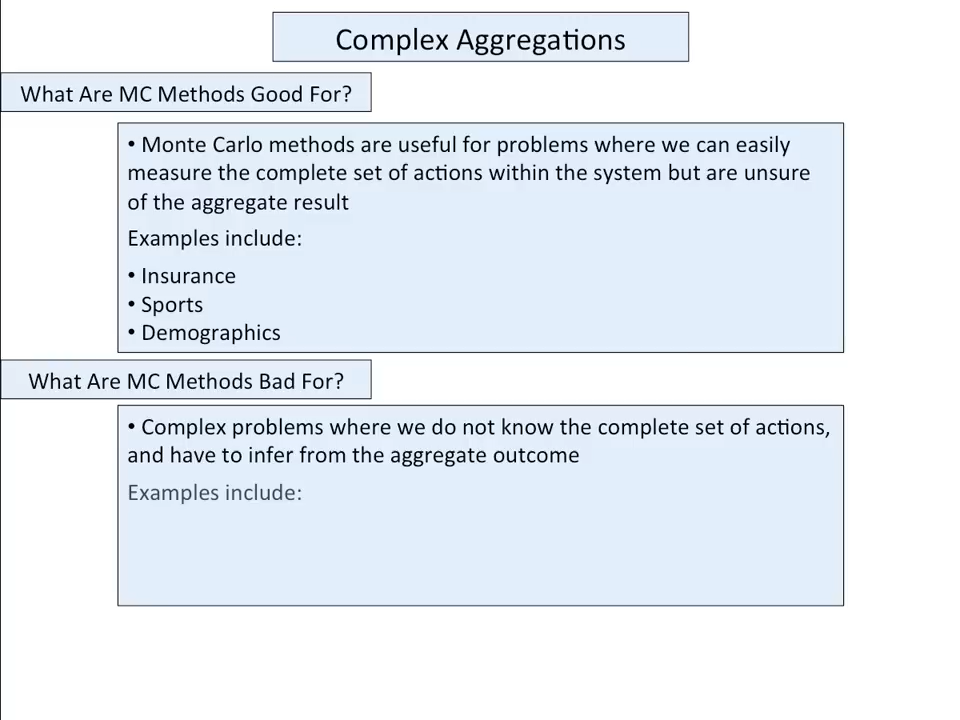 Complex Aggregations
What Are MC Methods Good For?
• Monte Carlo methods are useful for problems where we can easily
measure the complete set of actions within the system but are unsure
of the aggregate result
Examples include:
• Insurance
• Sports
• Demographics
What Are MC Methods Bad For?
• Complex problems where we do not know the complete set of actions,
and have to infer from the aggregate outcome
Examples include: